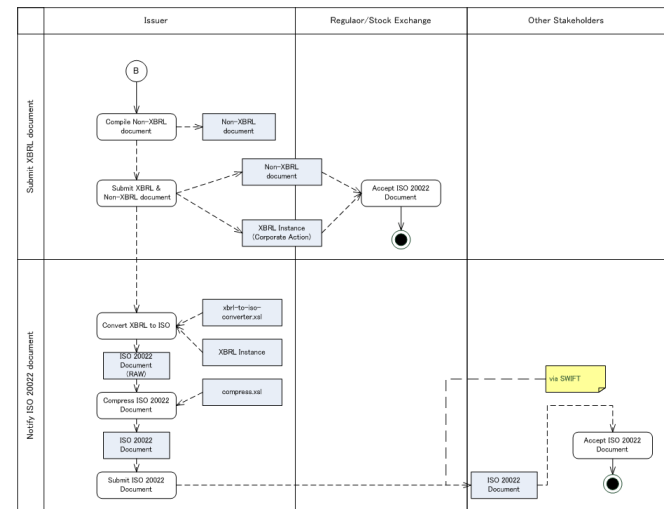 Issuer
Regulaor/Stock Exchange
Other Stakeholders
Submit XBRL document
B
Compile Non-XBRL
document
Non-XBRL
document
Submit XBRL &
Non-XBRL document
Non-XBRL
document
XBRL Instance
(Corporate Action)
Accept ISO 20022
Document
Notify ISO 20022 document
Convert XBRL to ISO
xbrl-to-iso-
converter.xsl
XBRL Instance
ISO 20022
Document
(RAW)
Compress ISO 20022
Document
compress.xsl
ISO 20022
Document
Submit ISO 20022
Document
via SWIFT
ISO 20022
Document
Accept ISO 20022
Document